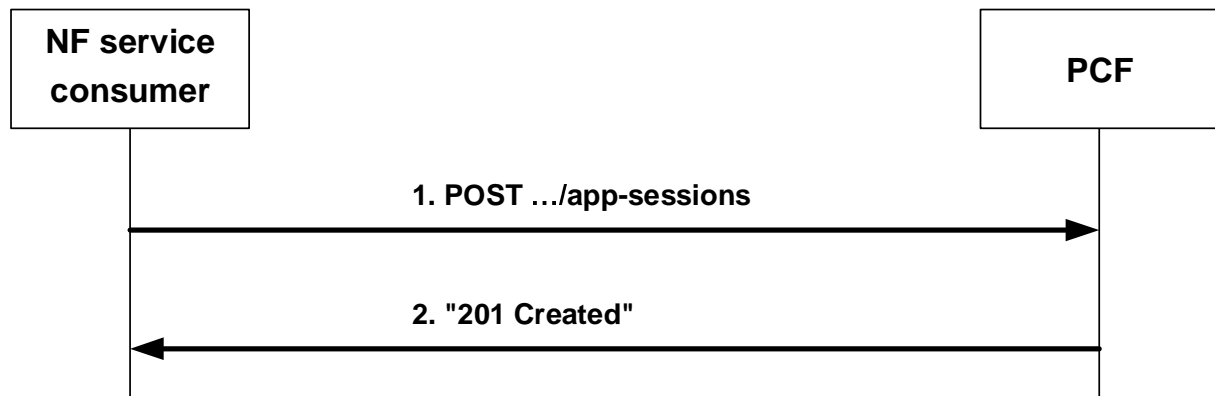 NF service
consumer
PCF
1. POST …/app-sessions
2. "201 Created"